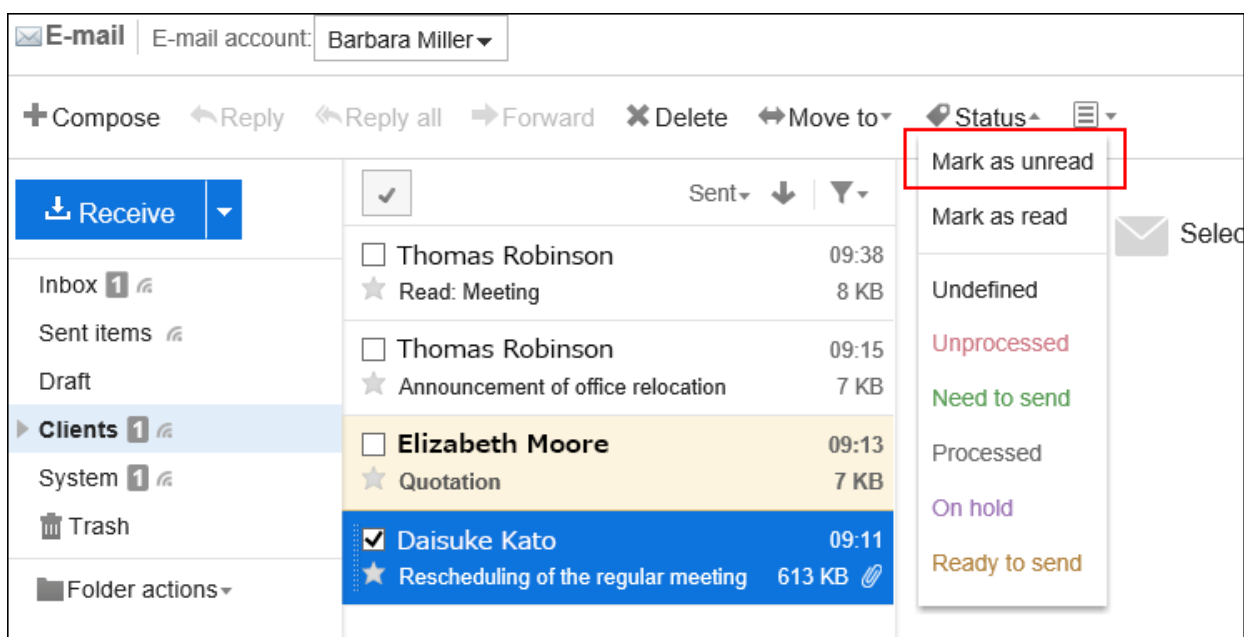 E-mail E-mail account: Barbara Miller
Compose Reply Reply all Forward Delete Move to Status
Receive
Inbox 1
Sent items
Draft
Clients 1
System 1
Trash
Folder actions
Sent
Thomas Robinson 09:38
Read: Meeting 8 KB
Thomas Robinson 09:15
Announcement of office relocation 7 KB
Elizabeth Moore 09:13
Quotation 7 KB
Daisuke Kato 09:11
Rescheduling of the regular meeting 613 KB
Mark as unread
Mark as read
Undefined
Unprocessed
Need to send
Processed
On hold
Ready to send
Selec